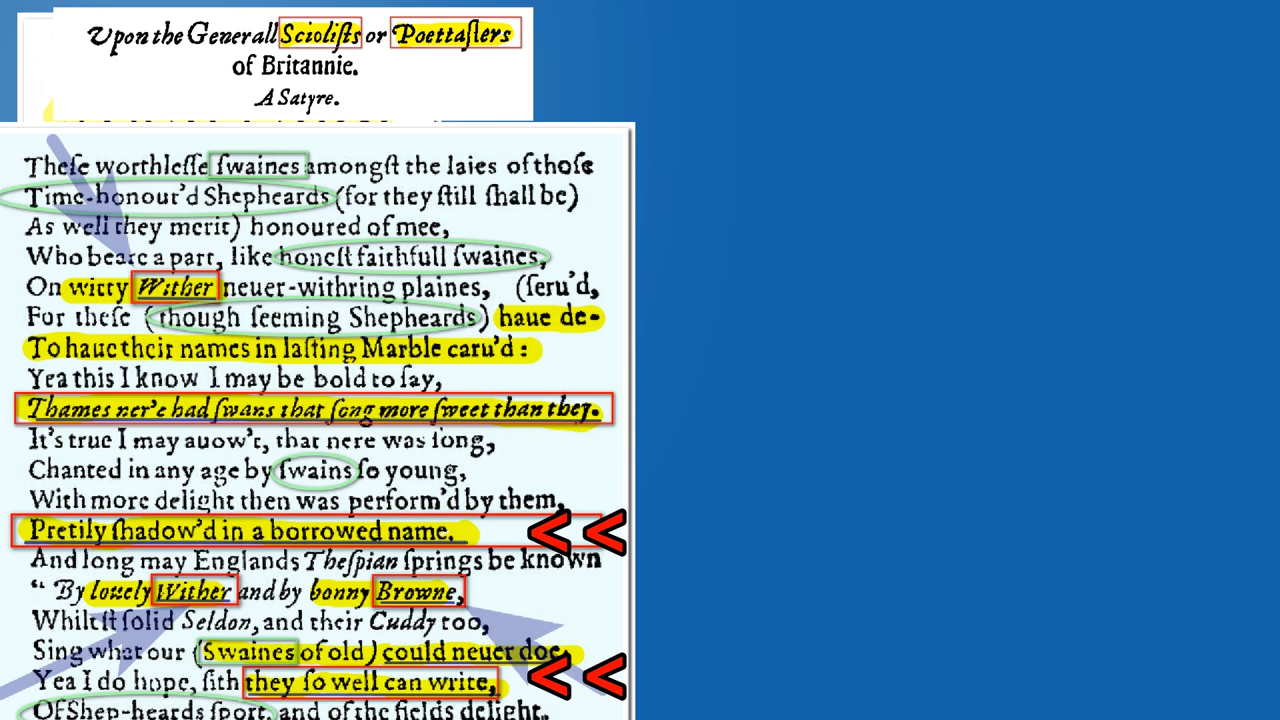 Upon the Generall Scioliſts or Poettaſters
of Britannie.
A Satyre.
Theſe worthleſſe ſwaines amongſt the laies of thoſe
Time-honour'd Shepheards (for they ſtill ſhall be)
As well they merit) honoured of mee,
Who beare a part, like honeſt faithfull ſwaines,
On witty Wither neuer-withring plaines, (ſeru'd,
For theſe (though ſeeming Shepheards) haue de-
To haue their names in laſting Marble caru'd:
Yea this I know I may be bold to ſay,
Thames ner'e had ſwans that ſong more ſweet than they.
It's true I may auow't, that nere was ſong,
Chanted in any age by ſwains ſo young,
With more delight then was perform'd by them,
Pretily ſhadow'd in a borrowed name. <<
And long may Englands Theſpian ſprings be known
“ By louely Wither and by bonny Browne,
Whilſt ſolid Seldon, and their Cuddy too,
Sing what our (Swaines of old) could neuer doe.
Yea I do hope, ſith they ſo well can write, <<
Of Shep-heards ſport, and of the fields delight.